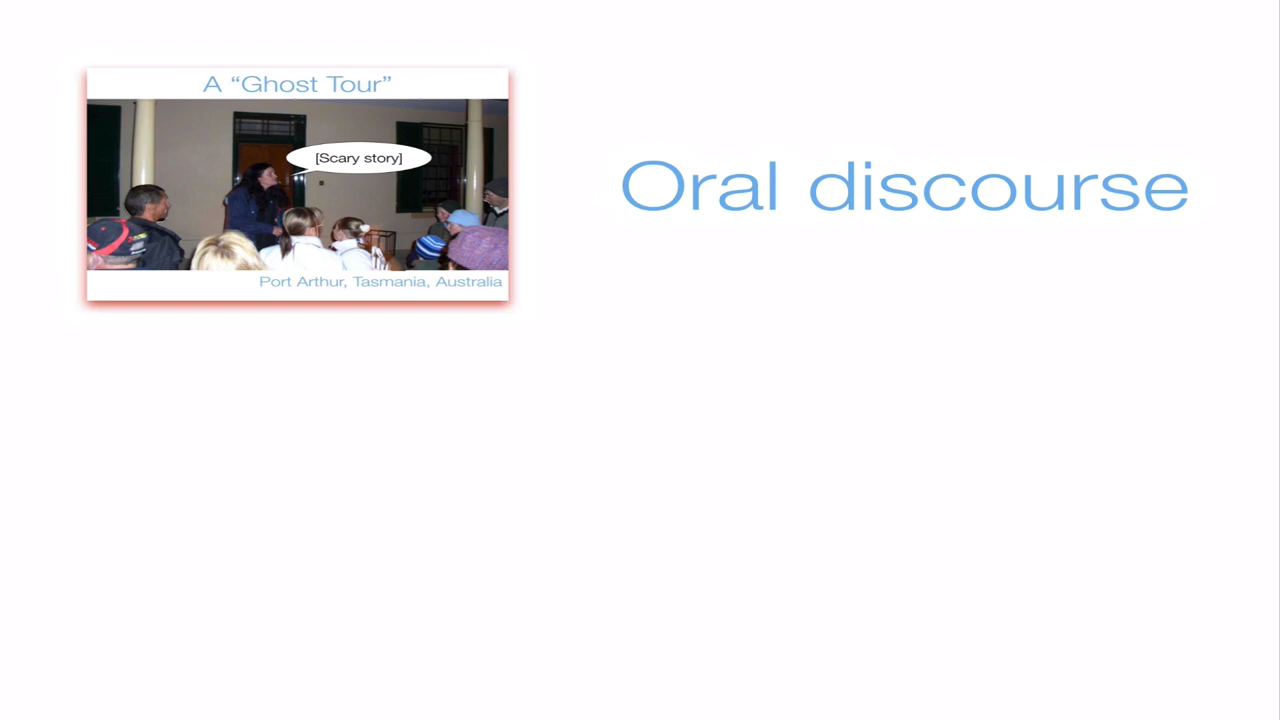 A “Ghost Tour”
[Scary story]
Port Arthur, Tasmania, Australia
Oral discourse